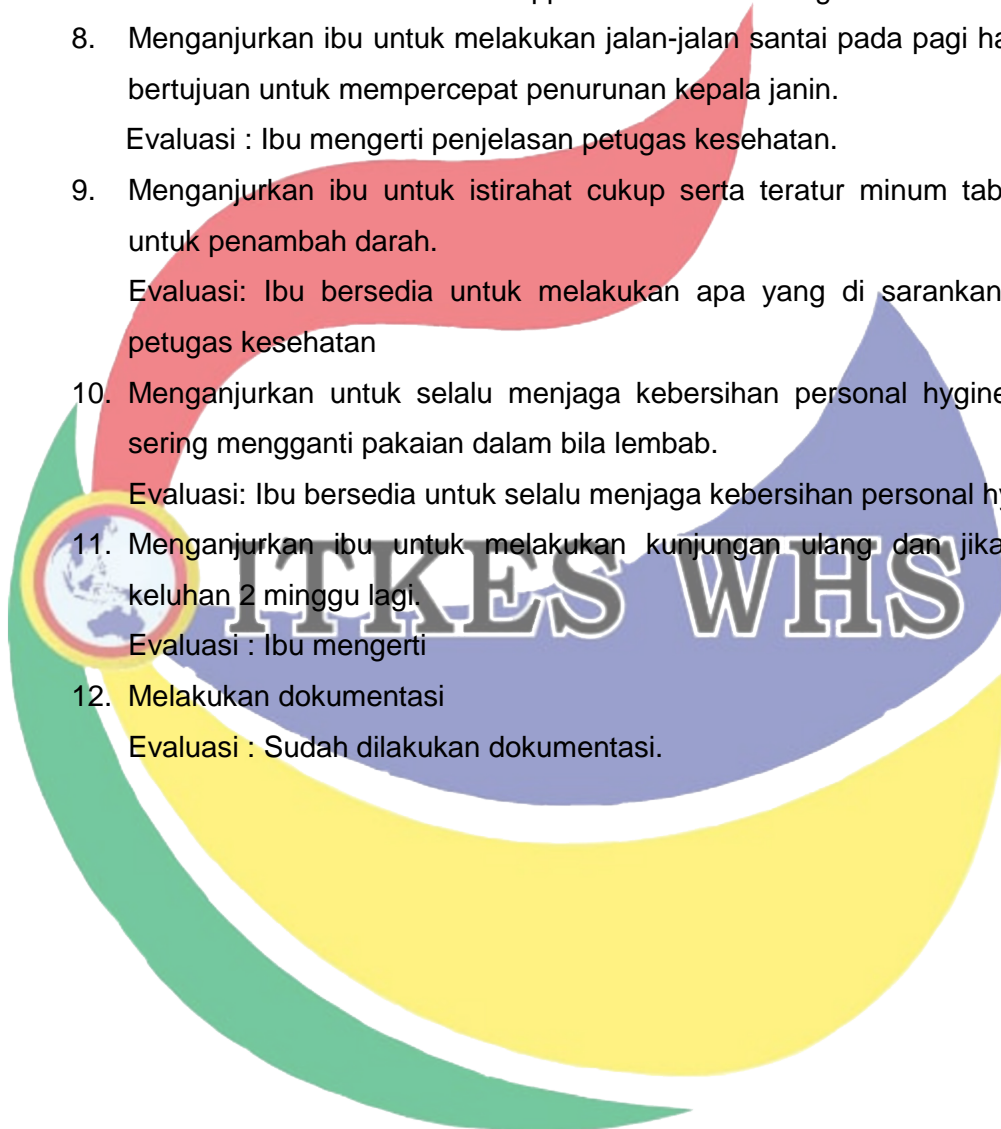 8. Menganjurkan ibu untuk melakukan jalan-jalan santai pada pagi
bertujuan untuk mempercepat penurunan kepala janin.
Evaluasi : Ibu mengerti penjelasan petugas kesehatan.
9. Menganjurkan ibu untuk istirahat cukup serta teratur minum
untuk penambah darah.
Evaluasi: Ibu bersedia untuk melakukan apa yang di sarankan
petugas kesehatan
10. Menganjurkan untuk selalu menjaga kebersihan personal hygine
sering mengganti pakaian dalam bila lembab.
Evaluasi: Ibu bersedia untuk selalu menjaga kebersihan personal
11. Menganjurkan ibu untuk melakukan kunjungan ulang dan jika
keluhan 2 minggu lagi.
ITKES WHS
Evaluasi : Ibu mengerti
12. Melakukan dokumentasi
Evaluasi : Sudah dilakukan dokumentasi.